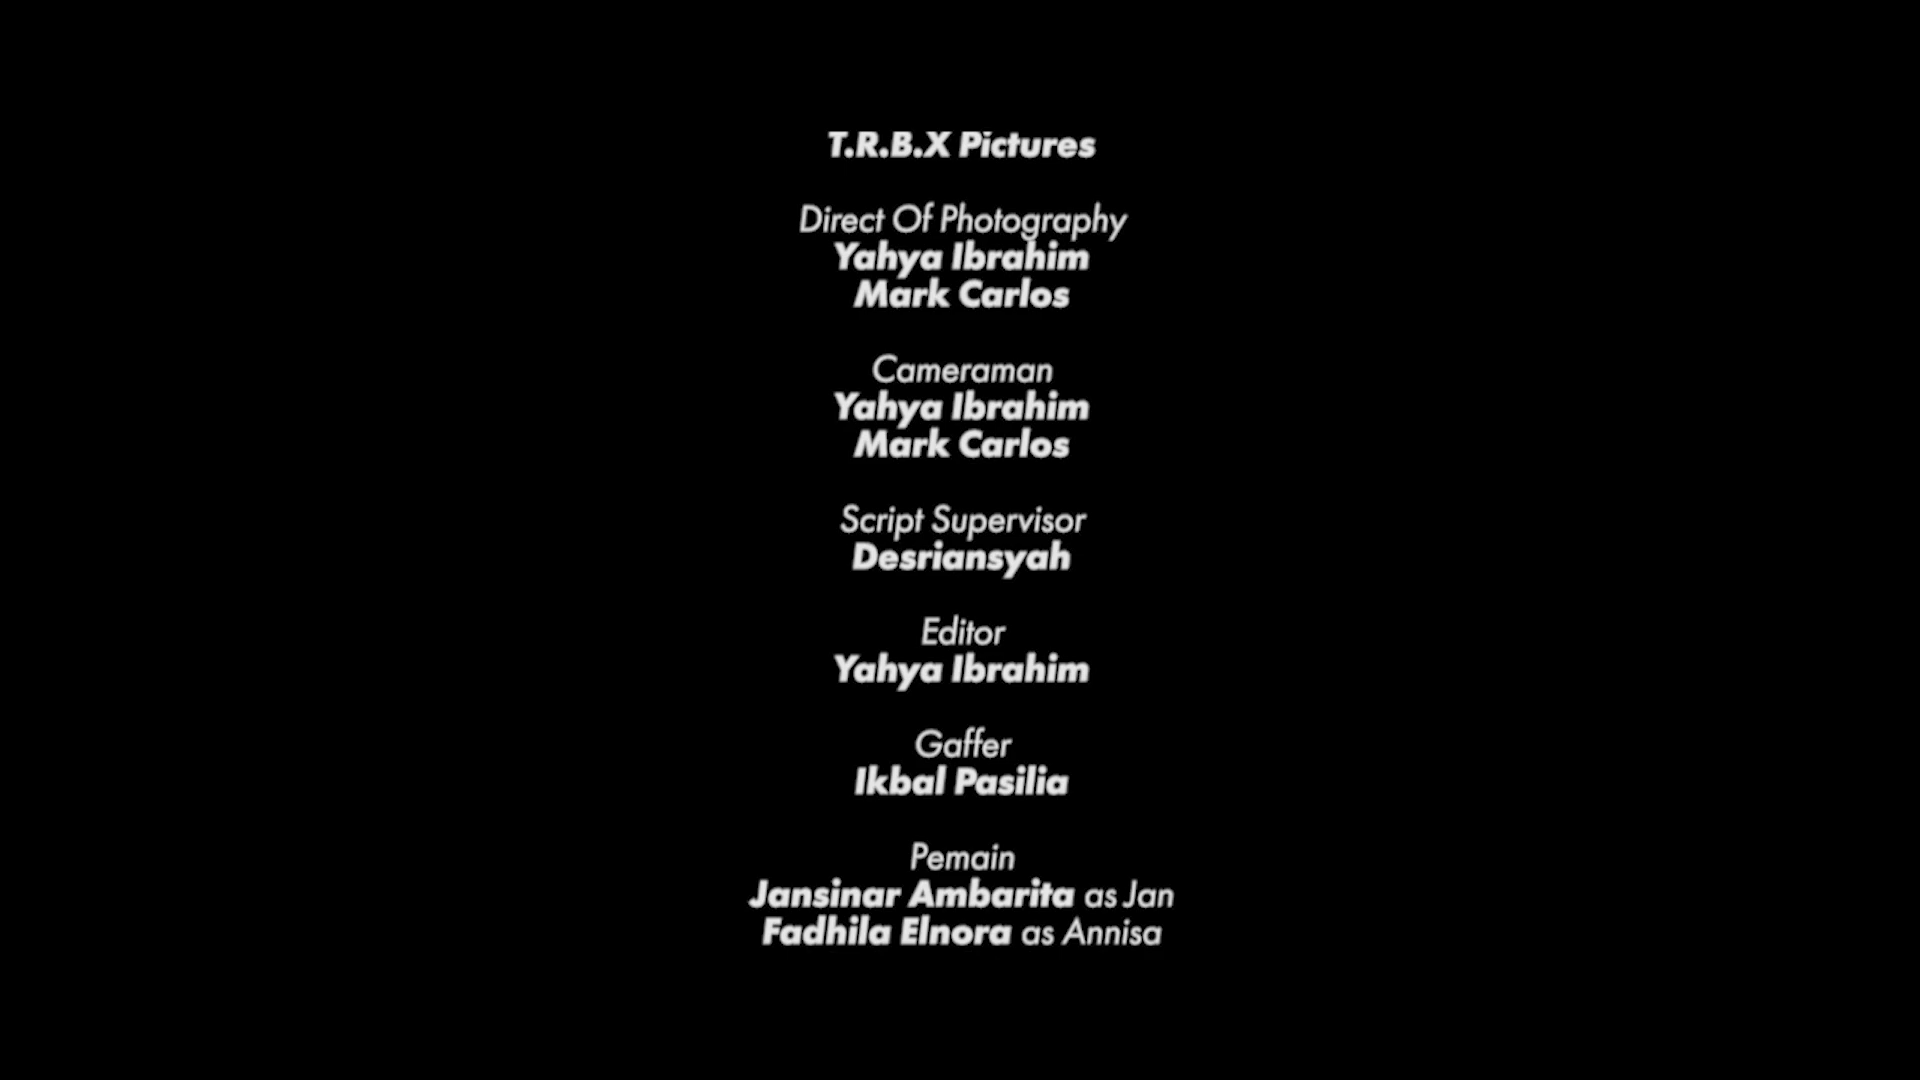 T.R.B.X Pictures
Direct Of Photography
Yahya Ibrahim
Mark Carlos
Cameraman
Yahya Ibrahim
Mark Carlos
Script Supervisor
Desriansyah
Editor
Yahya Ibrahim
Gaffer
Ikbal Pasilia
Pemain
Jansinar Ambarita as Jan
Fadhila Elnora as Annisa